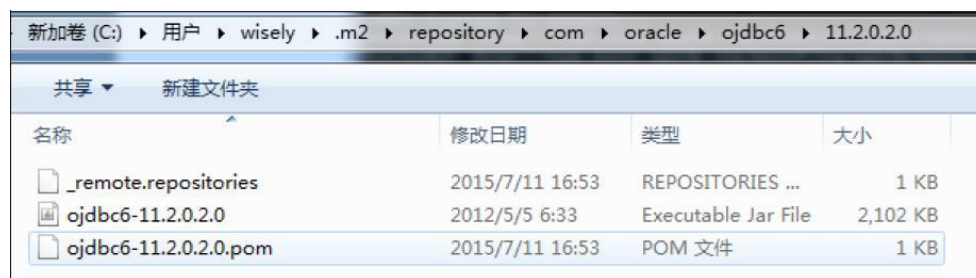 新加卷 (C:) ▸ 用户 ▸ wisely ▸ .m2 ▸ repository ▸ com ▸ oracle ▸ ojdbc6 ▸ 11.2.0.2.0
共享 ▼ 新建文件夹
名称 修改日期 类型 大小
_remote.repositories 2015/7/11 16:53 REPOSITORIES ... 1 KB
ojdbc6-11.2.0.2.0 2012/5/5 6:33 Executable Jar File 2,102 KB
ojdbc6-11.2.0.2.0.pom 2015/7/11 16:53 POM 文件 1 KB